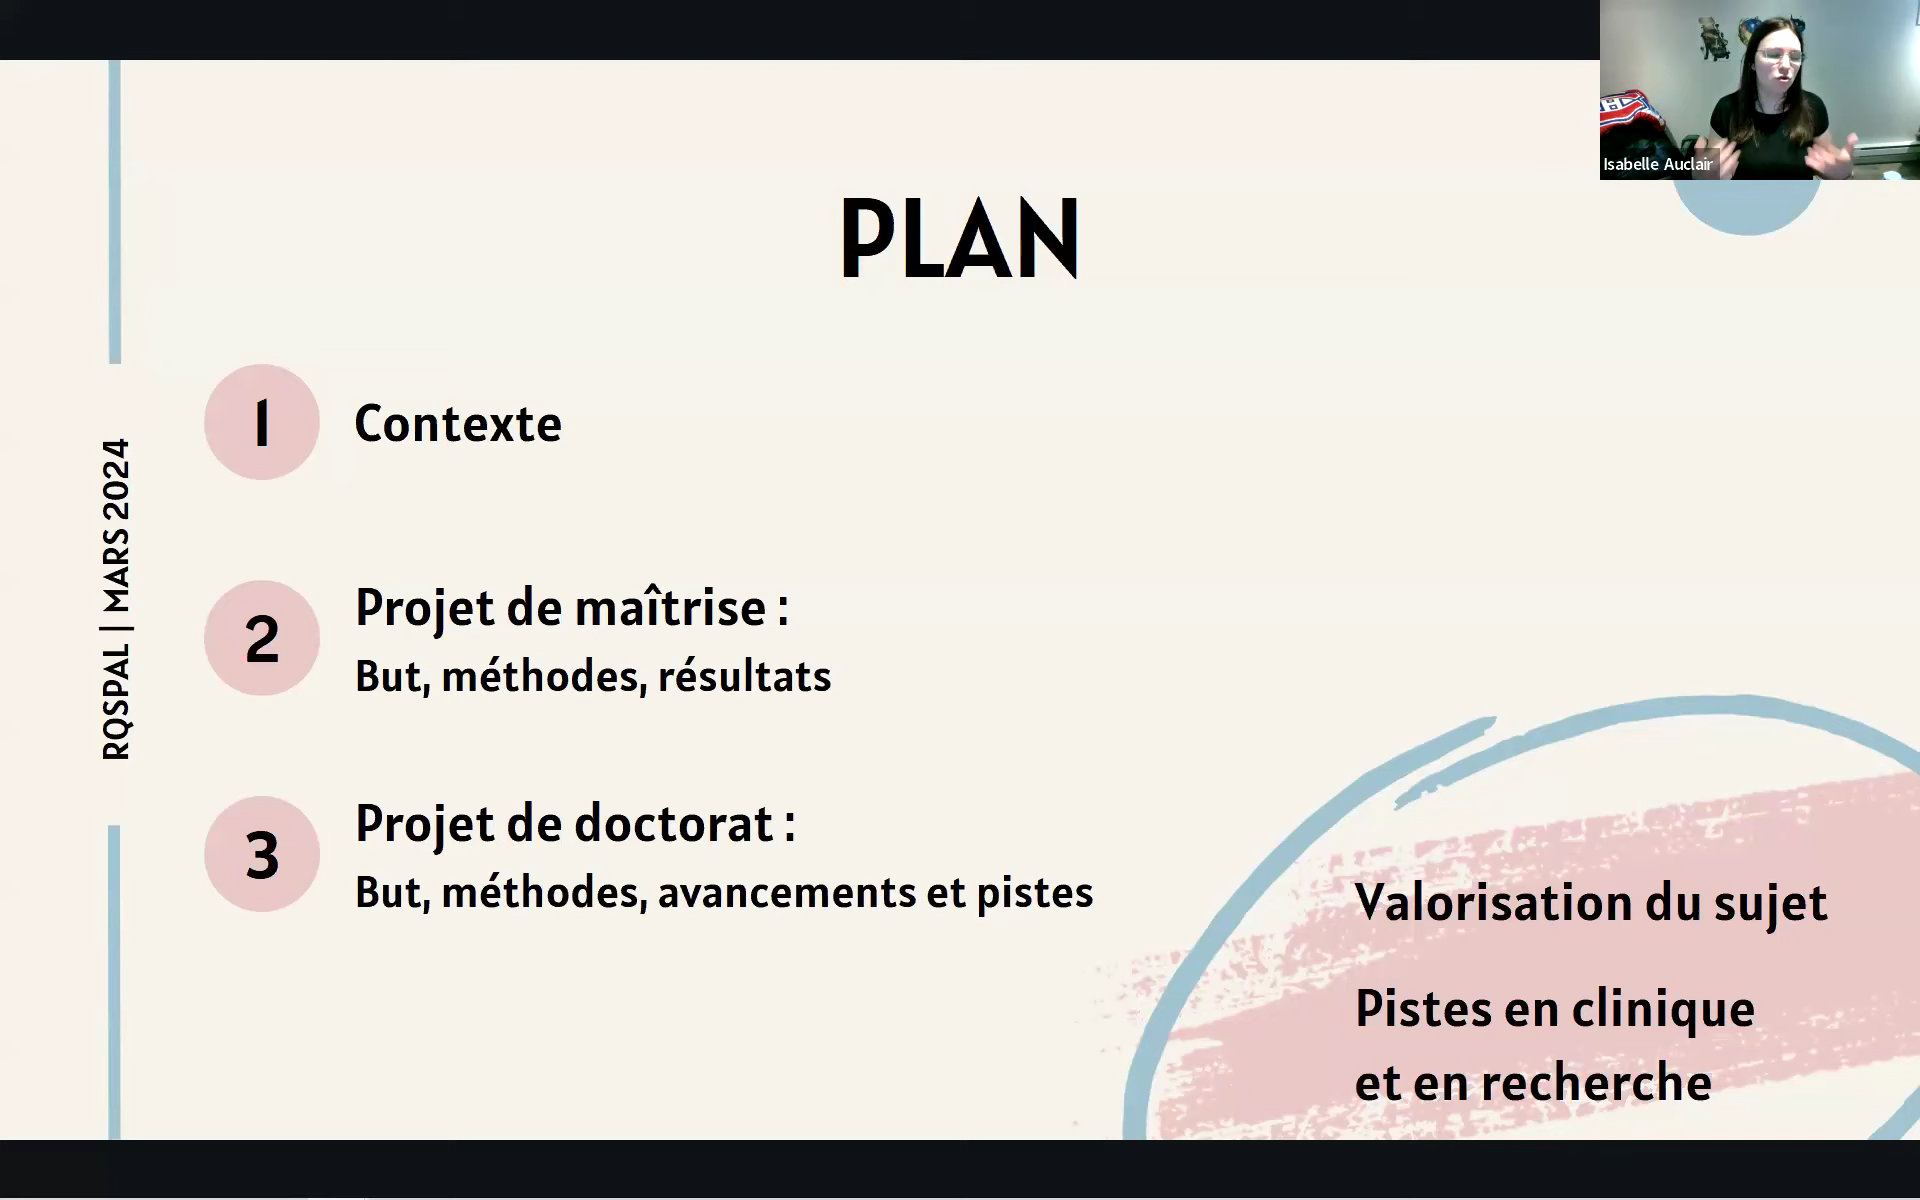 Isabelle Auclair
PLAN
RQSPAL | MARS 2024
1
Contexte
2
Projet de maîtrise :
But, méthodes, résultats
3
Projet de doctorat :
But, méthodes, avancements et pistes
Valorisation du sujet
Pistes en clinique
et en recherche